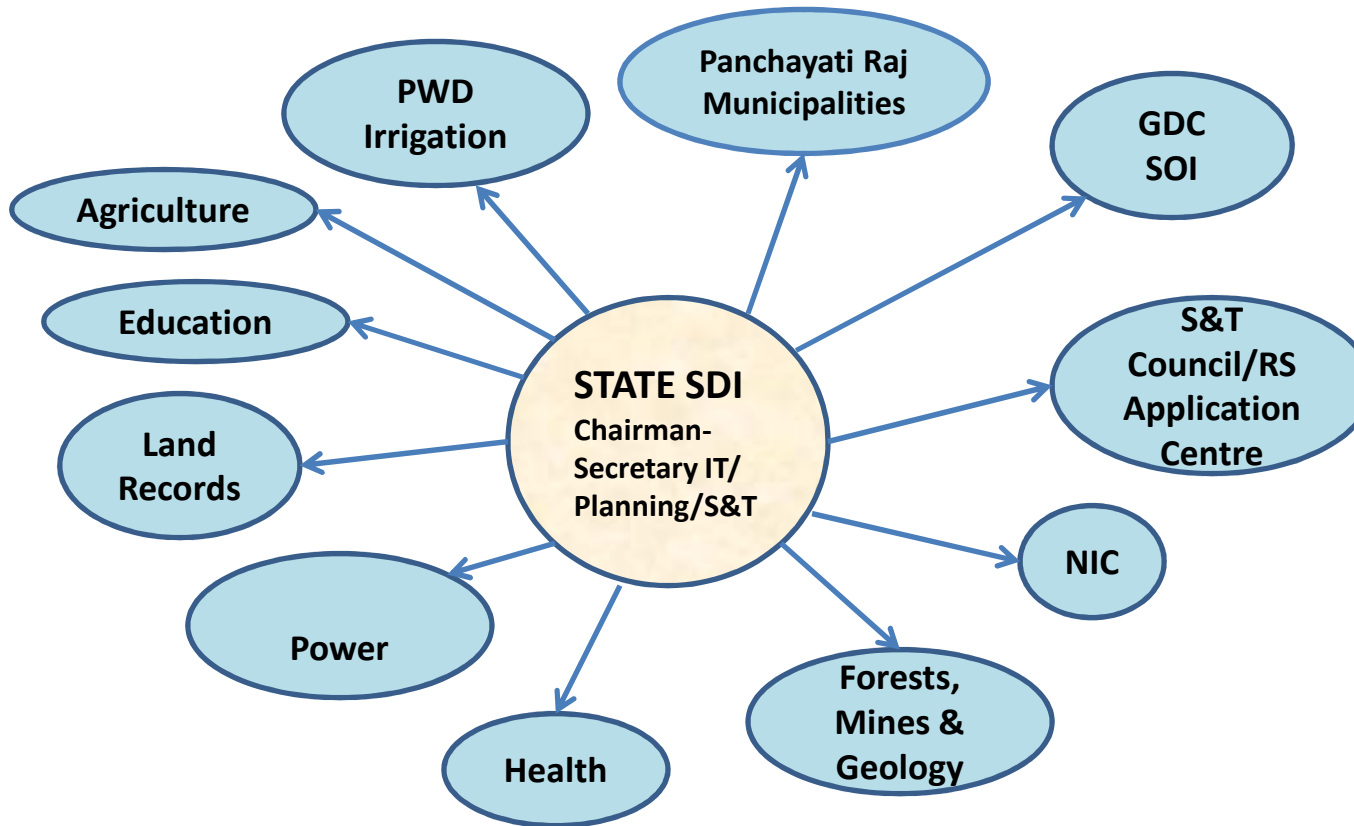 PWD
Irrigation
Panchayati Raj
Municipalities
GDC
SOI
Agriculture
Education
S&T
Council/RS
Application
Centre
STATE SDI
Chairman-
Secretary IT/
Planning/S&T
Land
Records
NIC
Power
Forests,
Mines &
Geology
Health